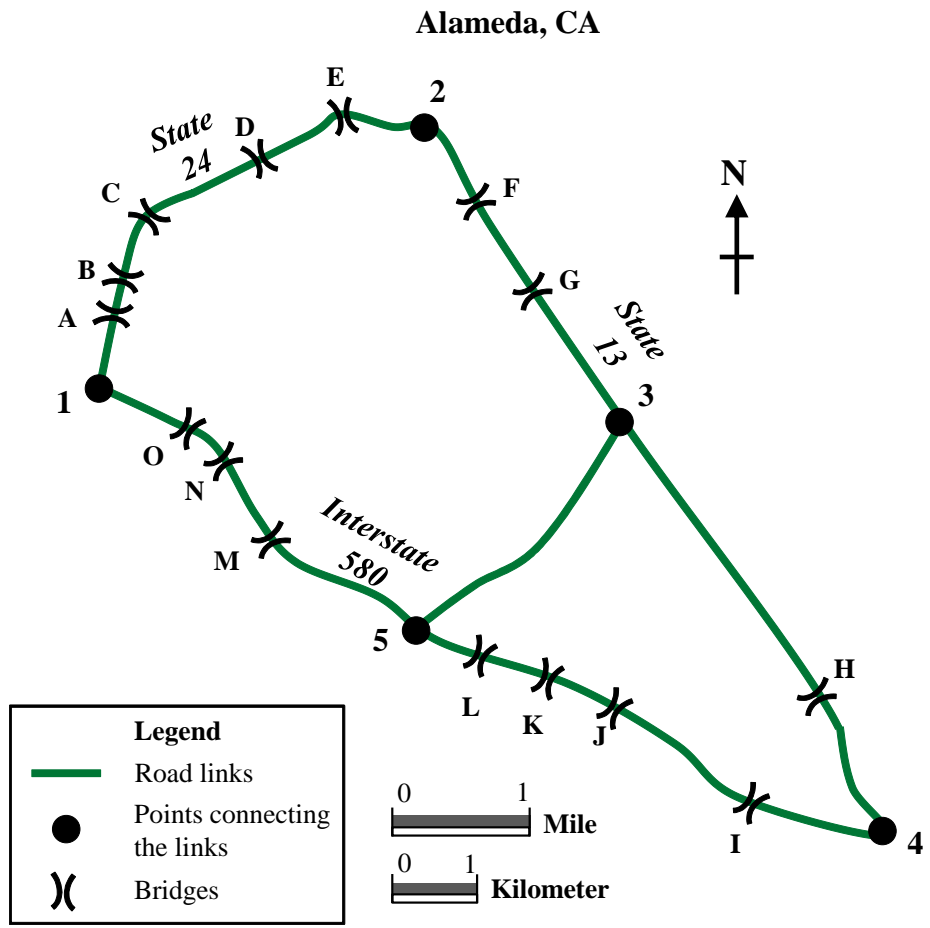 Alameda, CA
E
2
State
24
D
C
F
N
B
G
A
State
13
1
3
O
N
Interstate
580
M
5
H
L
K
J
Legend
Road links
Points connecting
the links
Bridges
0 1
Mile
0 1
Kilometer
I
4